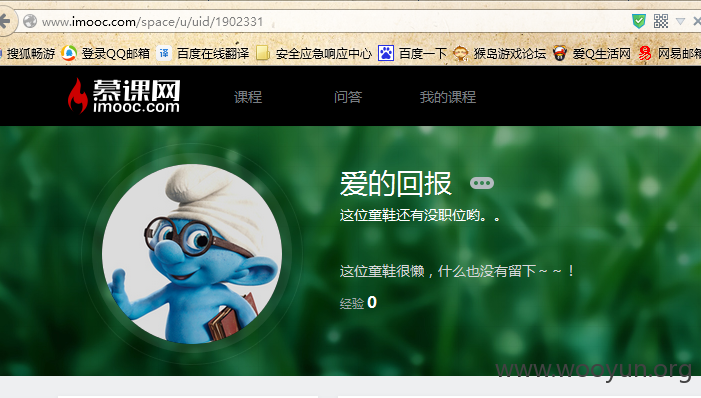 www.imooc.com/space/u/uid/1902331
搜狐畅游 登录QQ邮箱 译 百度在线翻译 安全应急响应中心 百度一下 猴岛游戏论坛 爱Q生活网 易 网易邮箱
慕课网
imooc.com
课程 问答 我的课程
爱的回报
这位童鞋还有没职位哟。。
这位童鞋很懒，什么也没有留下～～！
经验 0
www.wooyun.org